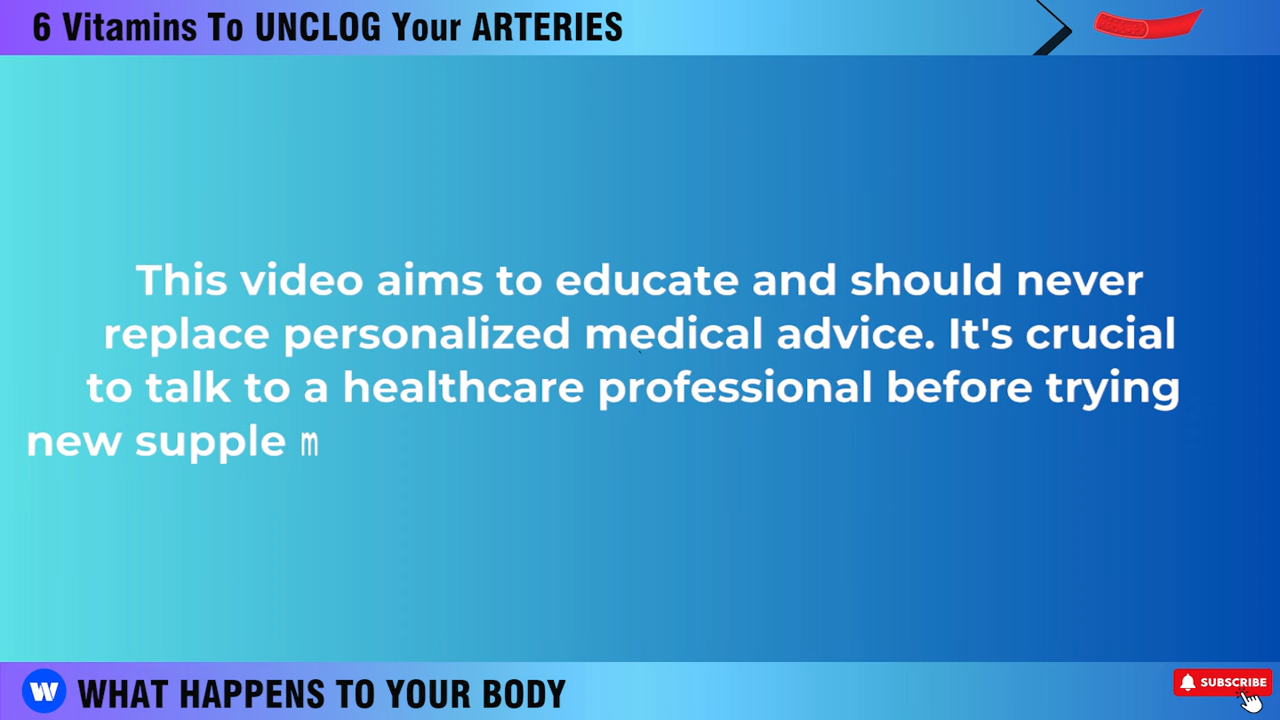 6 Vitamins To UNCLOG Your ARTERIES
This video aims to educate and should never
replace personalized medical advice. It's crucial
to talk to a healthcare professional before trying
new supple m
W WHAT HAPPENS TO YOUR BODY
SUBSCRIBE